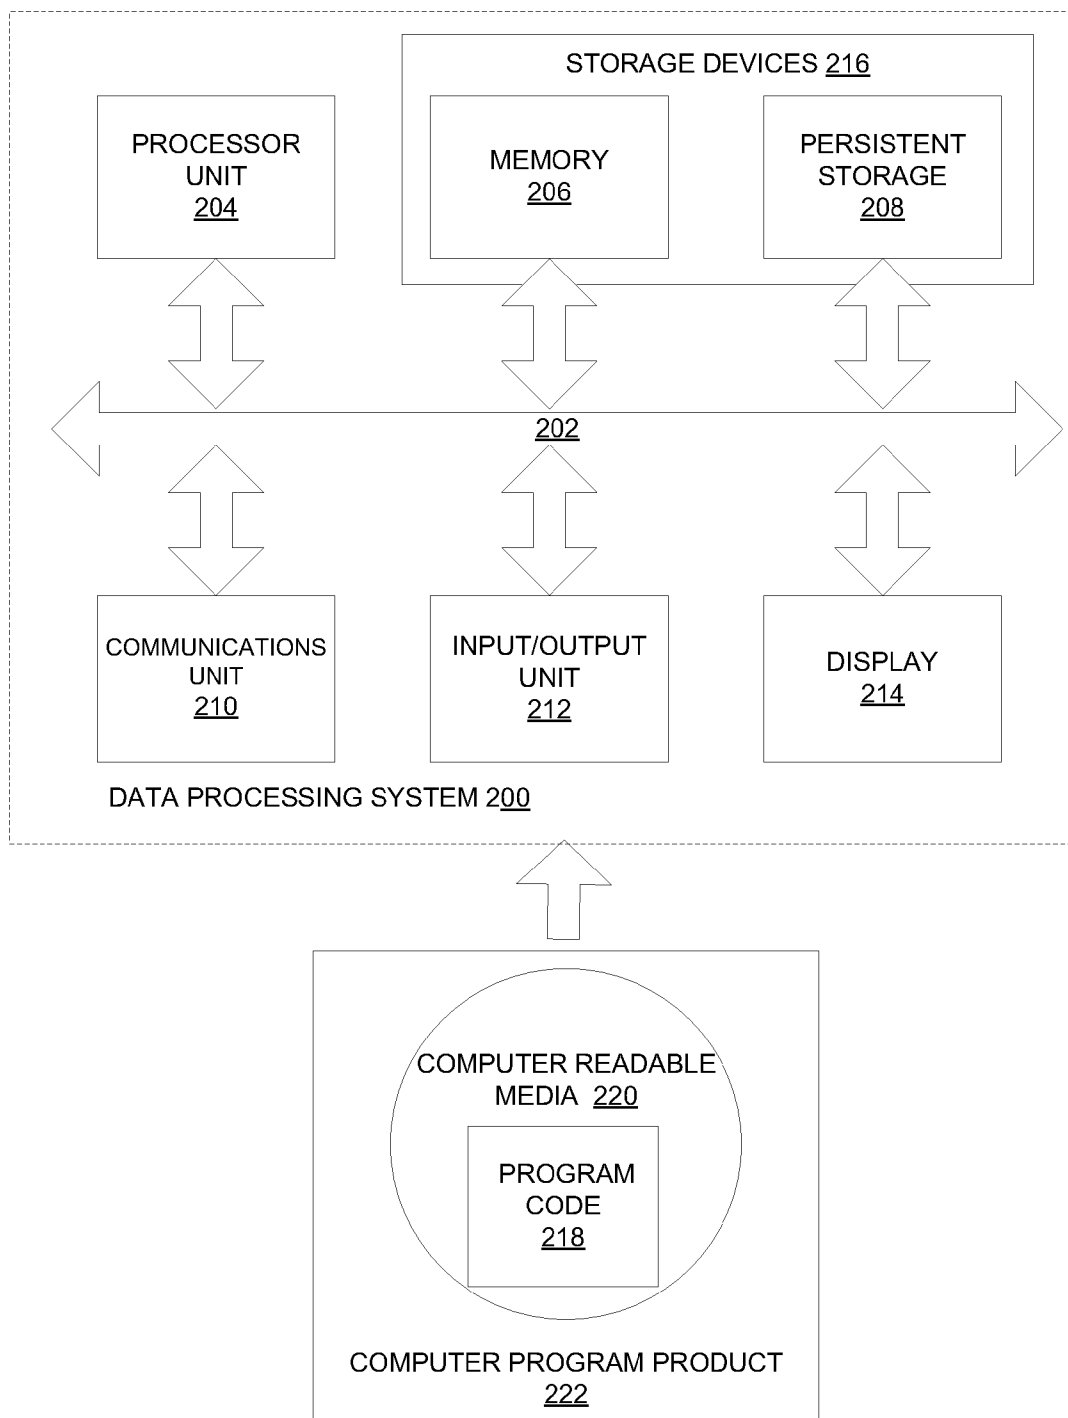 STORAGE DEVICES 216
PROCESSOR
UNIT
204
MEMORY
206
PERSISTENT
STORAGE
208
202
COMMUNICATIONS
UNIT
210
INPUT/OUTPUT
UNIT
212
DISPLAY
214
DATA PROCESSING SYSTEM 200
COMPUTER READABLE
MEDIA 220
PROGRAM
CODE
218
COMPUTER PROGRAM PRODUCT
222